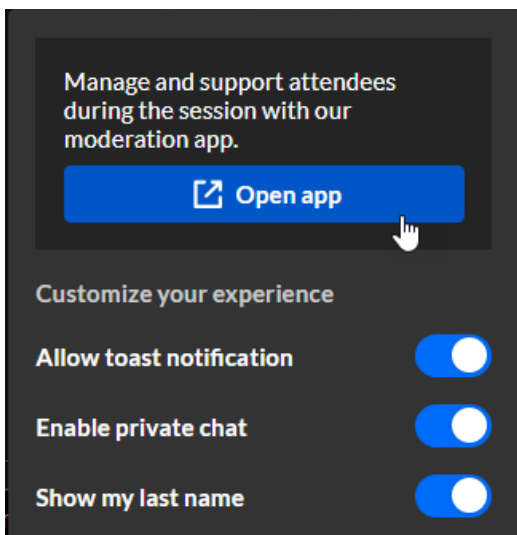 Manage and support attendees
during the session with our
moderation app.
Open app
Customize your experience
Allow toast notification
Enable private chat
Show my last name